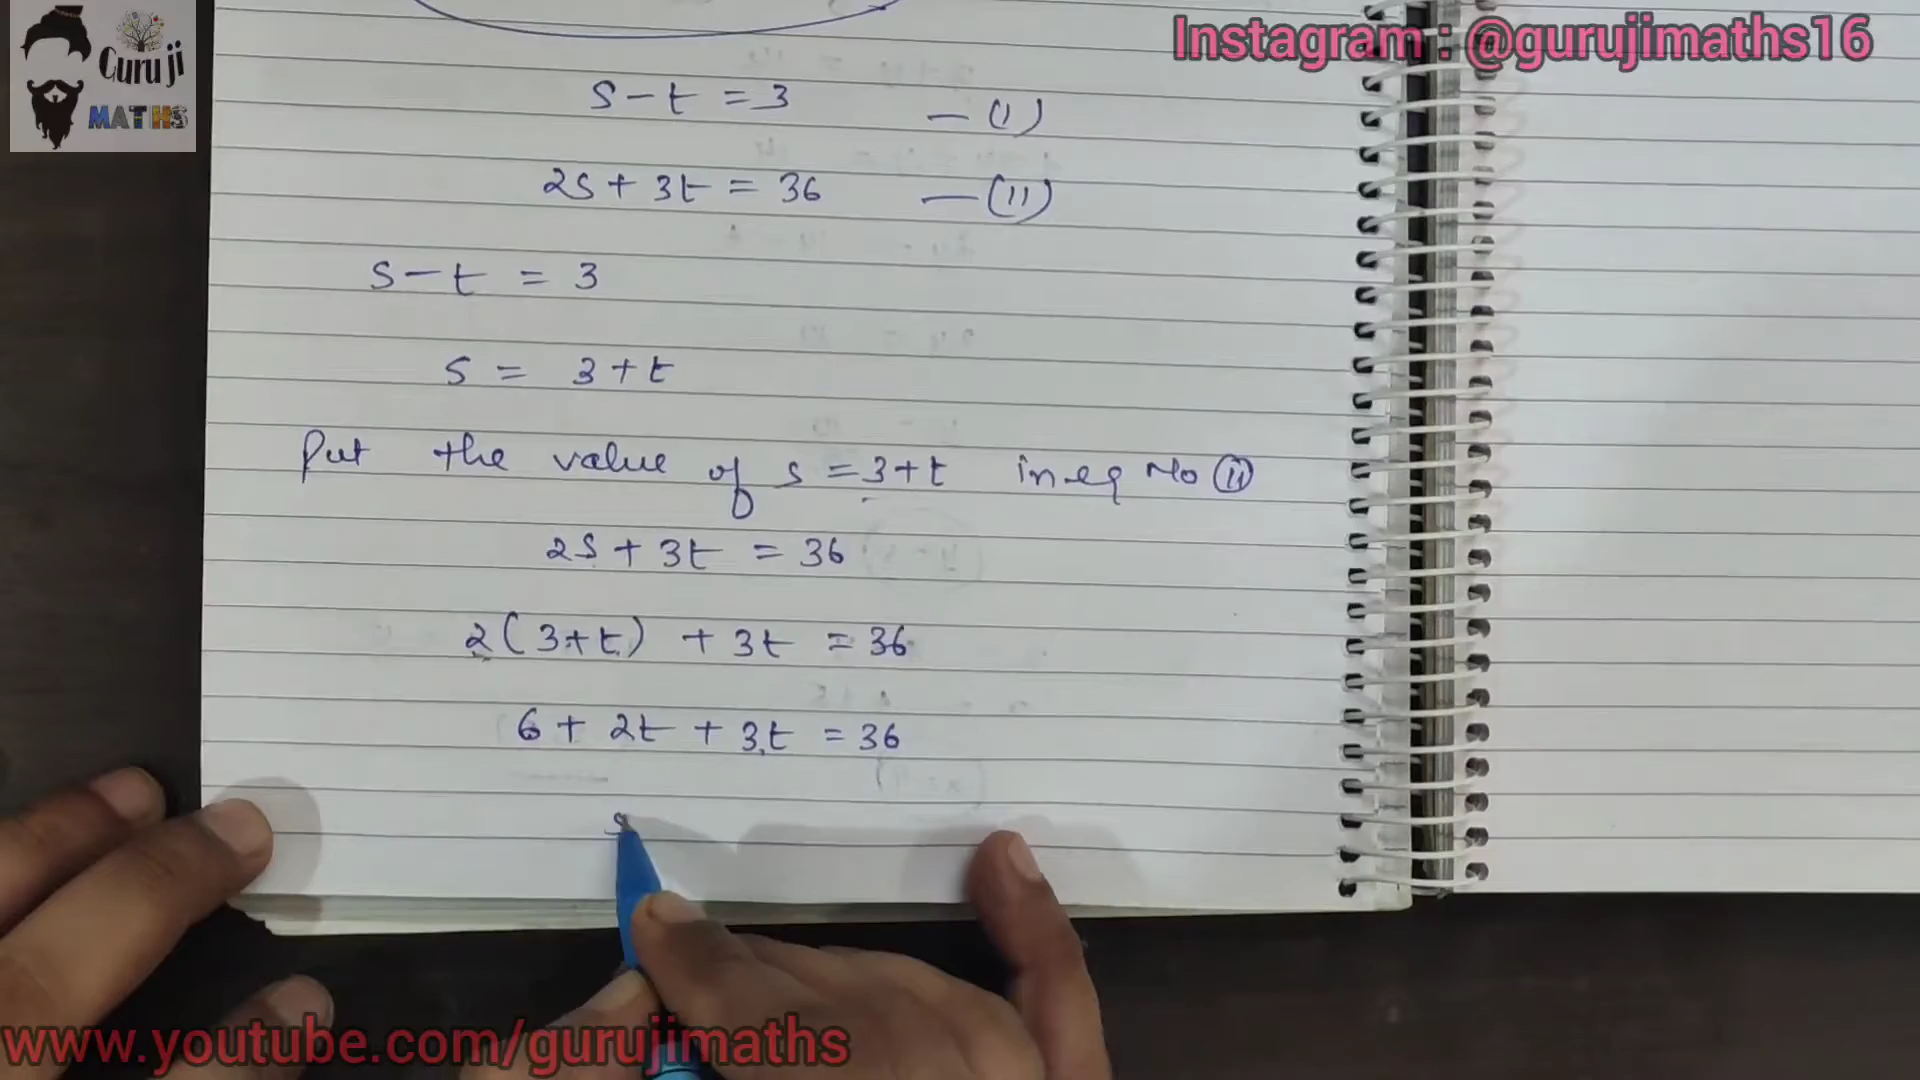 Guru ji
MATHS
Instagram : @gurujimaths16
s - t = 3 — (I)
2s + 3t = 36 — (II)
s - t = 3
s = 3 + t
Put the value of s = 3 + t in eq No (ii)
2s + 3t = 36
2 ( 3 + t ) + 3t = 36
6 + 2t + 3t = 36
www.youtube.com/gurujimaths